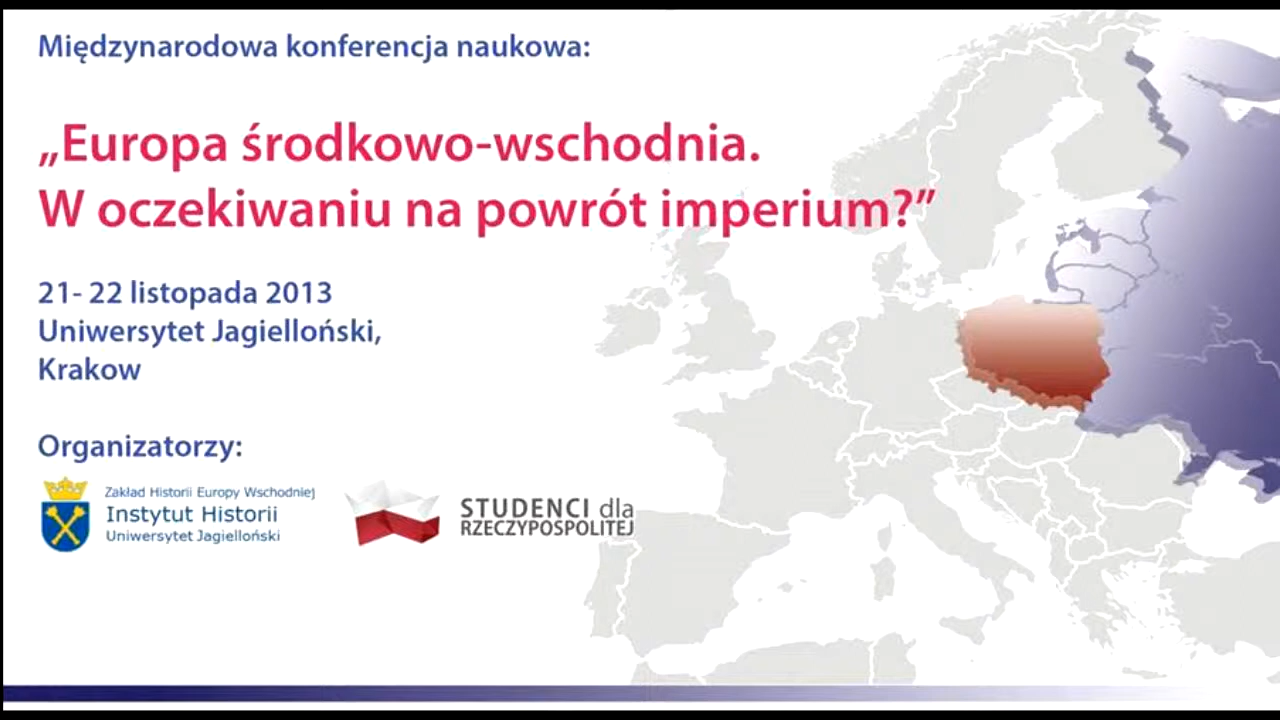 Międzynarodowa konferencja naukowa:
„Europa środkowo-wschodnia.
W oczekiwaniu na powrót imperium?”
21- 22 listopada 2013
Uniwersytet Jagielloński,
Krakow
Organizatorzy:
Zakład Historii Europy Wschodniej
Instytut Historii
Uniwersytet Jagielloński
STUDENCI dla
RZECZYPOSPOLITEJ